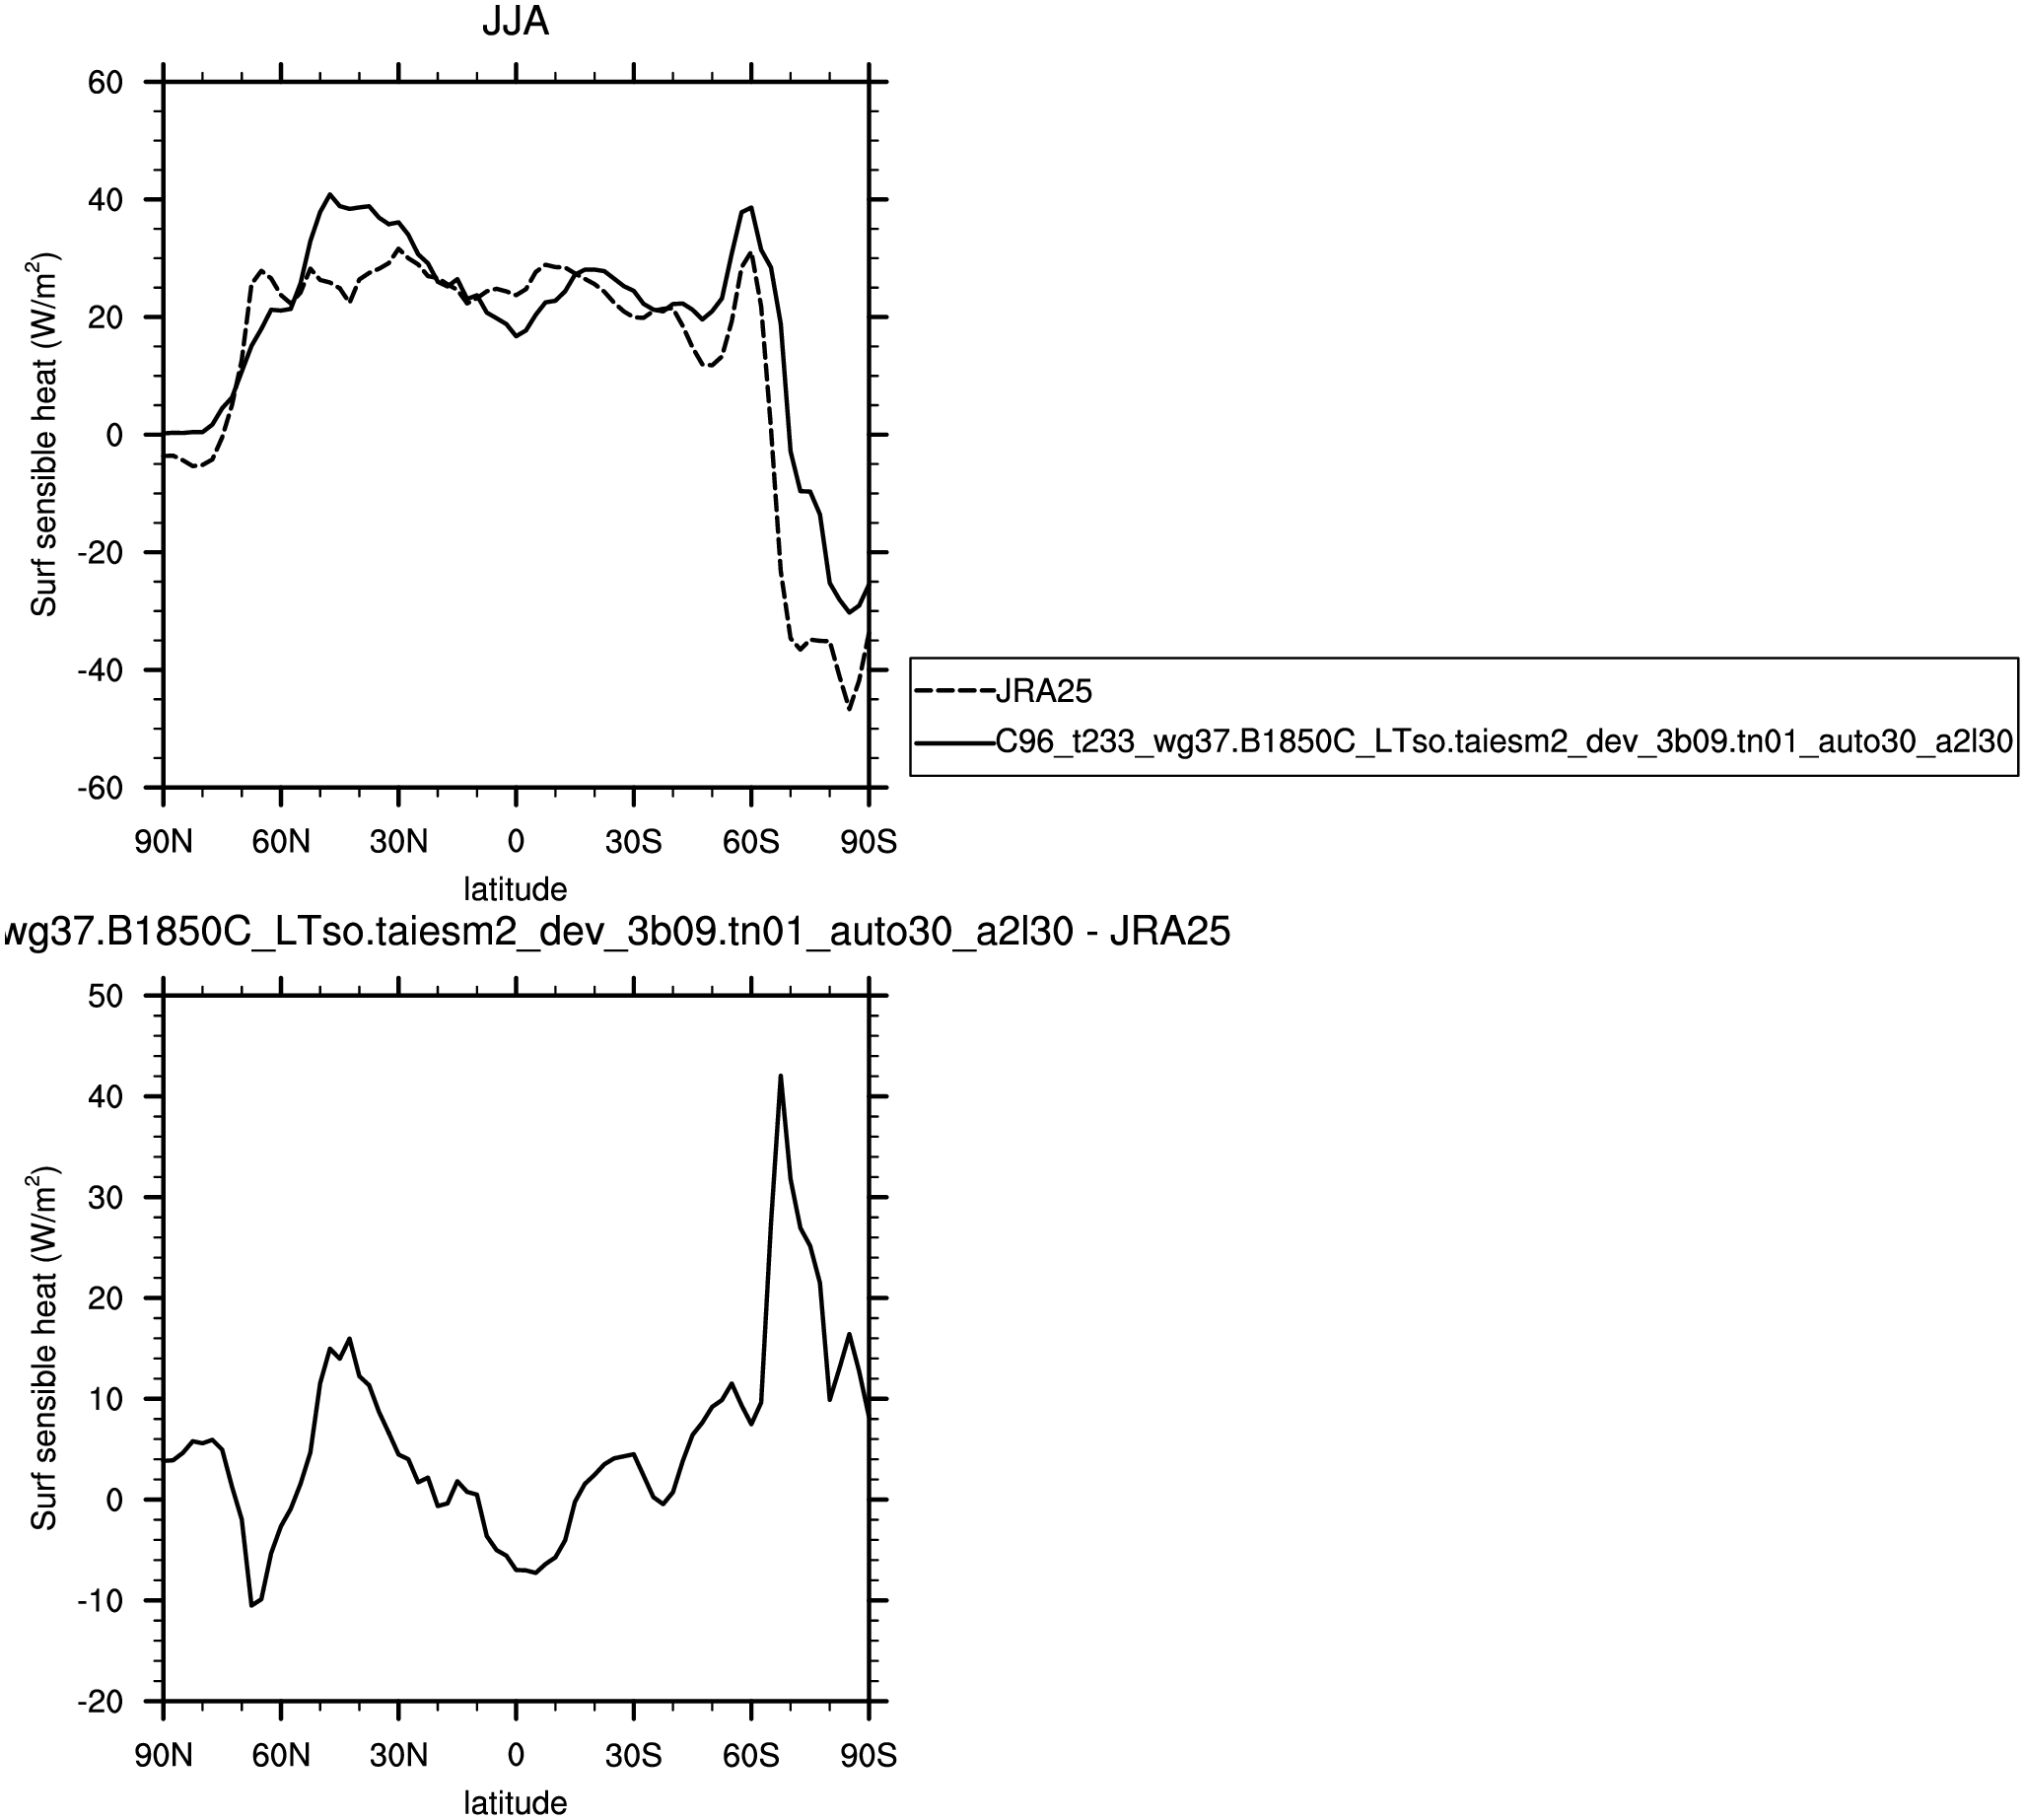 JJA
60
40
20
0
-20
-40
-60
Surf sensible heat (W/m²)
90N 60N 30N 0 30S 60S 90S
latitude
JRA25
C96_t233_wg37.B1850C_LTso.taiesm2_dev_3b09.tn01_auto30_a2l30
wg37.B1850C_LTso.taiesm2_dev_3b09.tn01_auto30_a2l30 - JRA25
50
40
30
20
10
0
-10
-20
Surf sensible heat (W/m²)
90N 60N 30N 0 30S 60S 90S
latitude